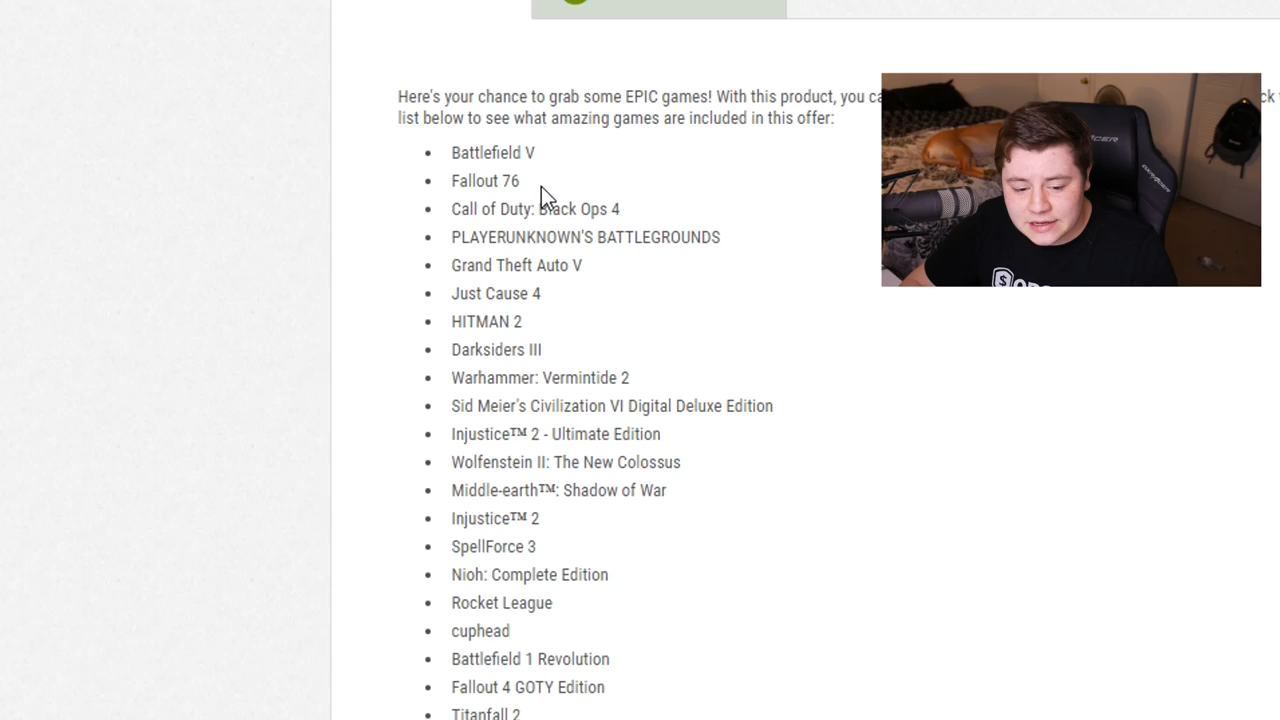 Here's your chance to grab some EPIC games! With this product, you ca
list below to see what amazing games are included in this offer:
Battlefield V
Fallout 76
Call of Duty: Black Ops 4
PLAYERUNKNOWN'S BATTLEGROUNDS
Grand Theft Auto V
Just Cause 4
HITMAN 2
Darksiders III
Warhammer: Vermintide 2
Sid Meier's Civilization VI Digital Deluxe Edition
Injustice™ 2 - Ultimate Edition
Wolfenstein II: The New Colossus
Middle-earth™: Shadow of War
Injustice™ 2
SpellForce 3
Nioh: Complete Edition
Rocket League
cuphead
Battlefield 1 Revolution
Fallout 4 GOTY Edition
Titanfall 2